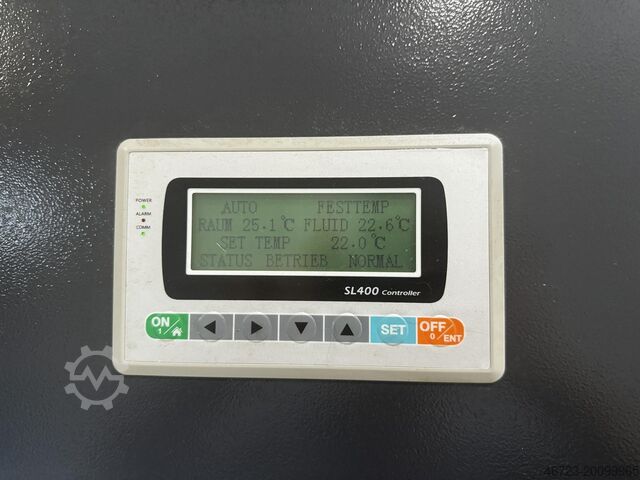 POWER
ALARM
COMM
AUTO FESTTEMP
RAUM 25.1℃ FLUID 22.6℃
SET TEMP 22.0℃
STATUS BETRIEB NORMAL
SL400 Controller
ON
1/
SET
OFF
0/ENT
46723-20099965